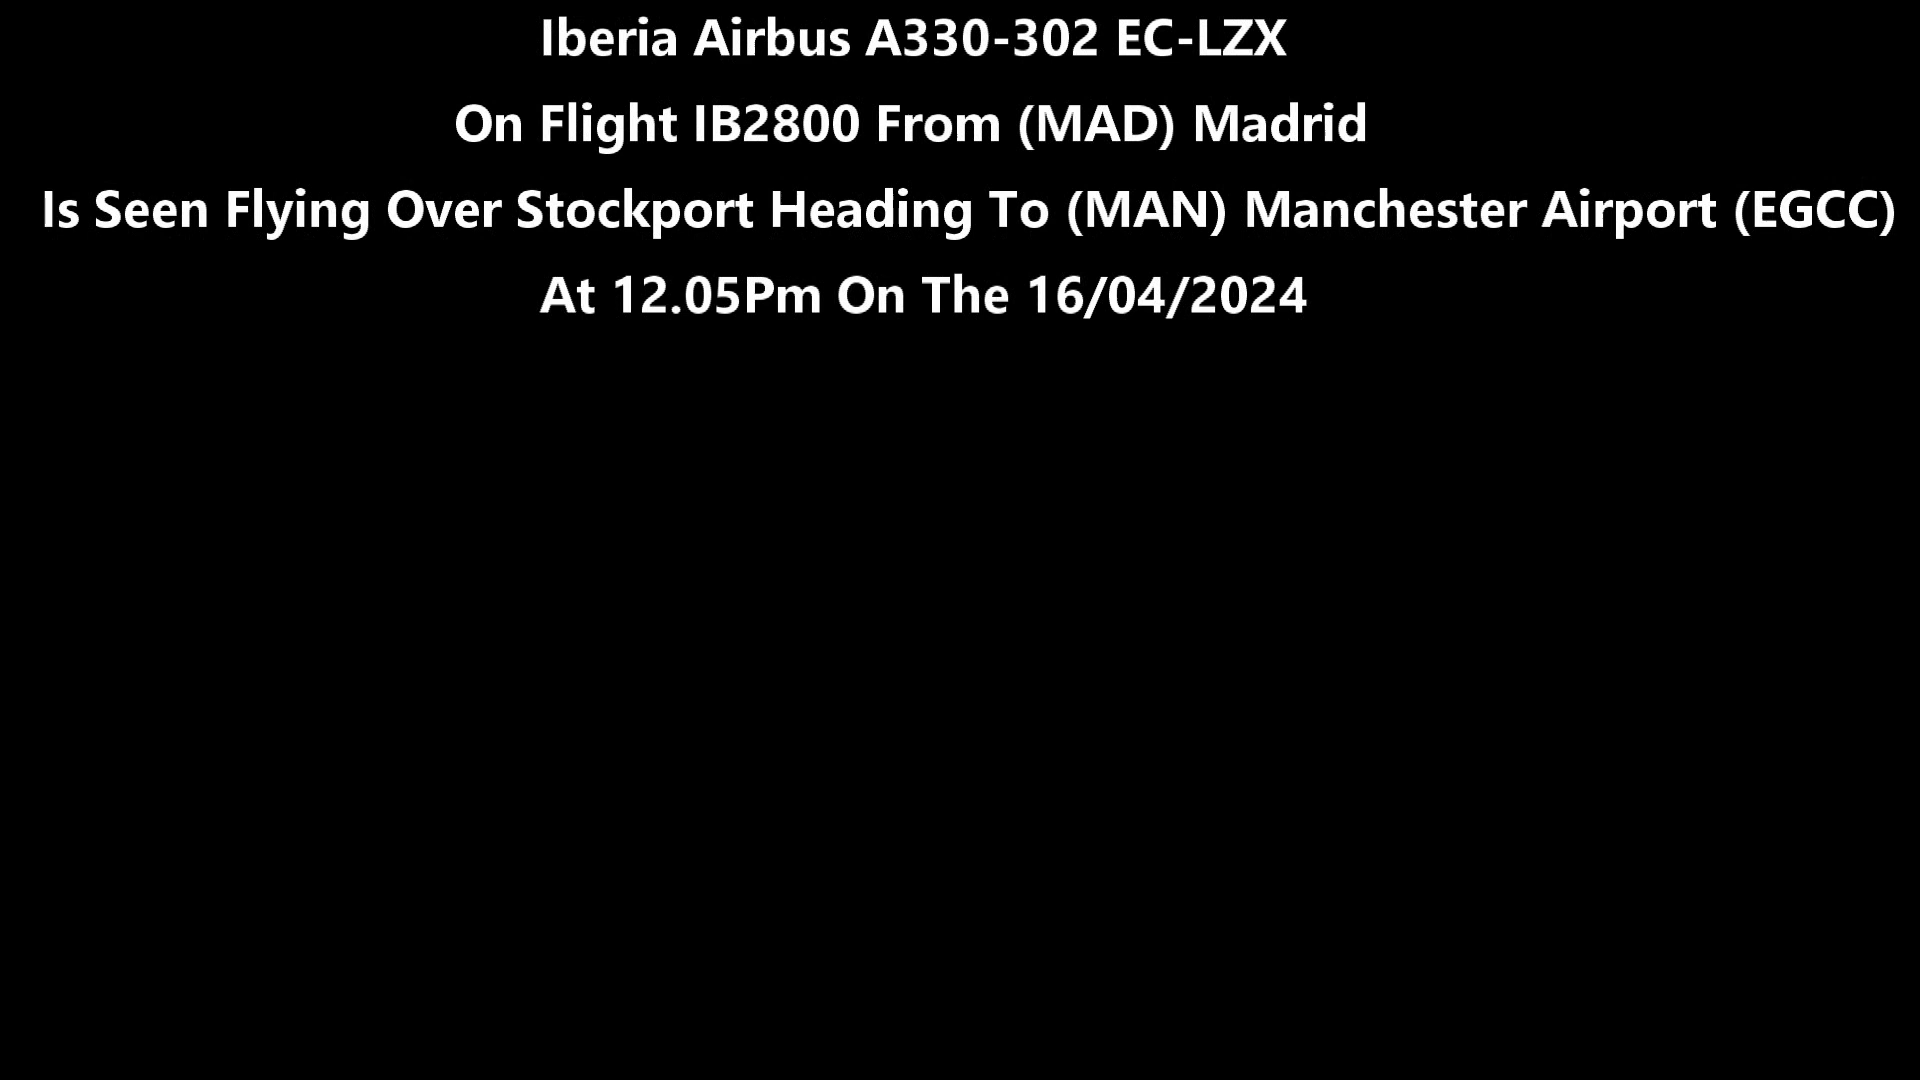 Iberia Airbus A330-302 EC-LZX
On Flight IB2800 From (MAD) Madrid
Is Seen Flying Over Stockport Heading To (MAN) Manchester Airport (EGCC)
At 12.05Pm On The 16/04/2024